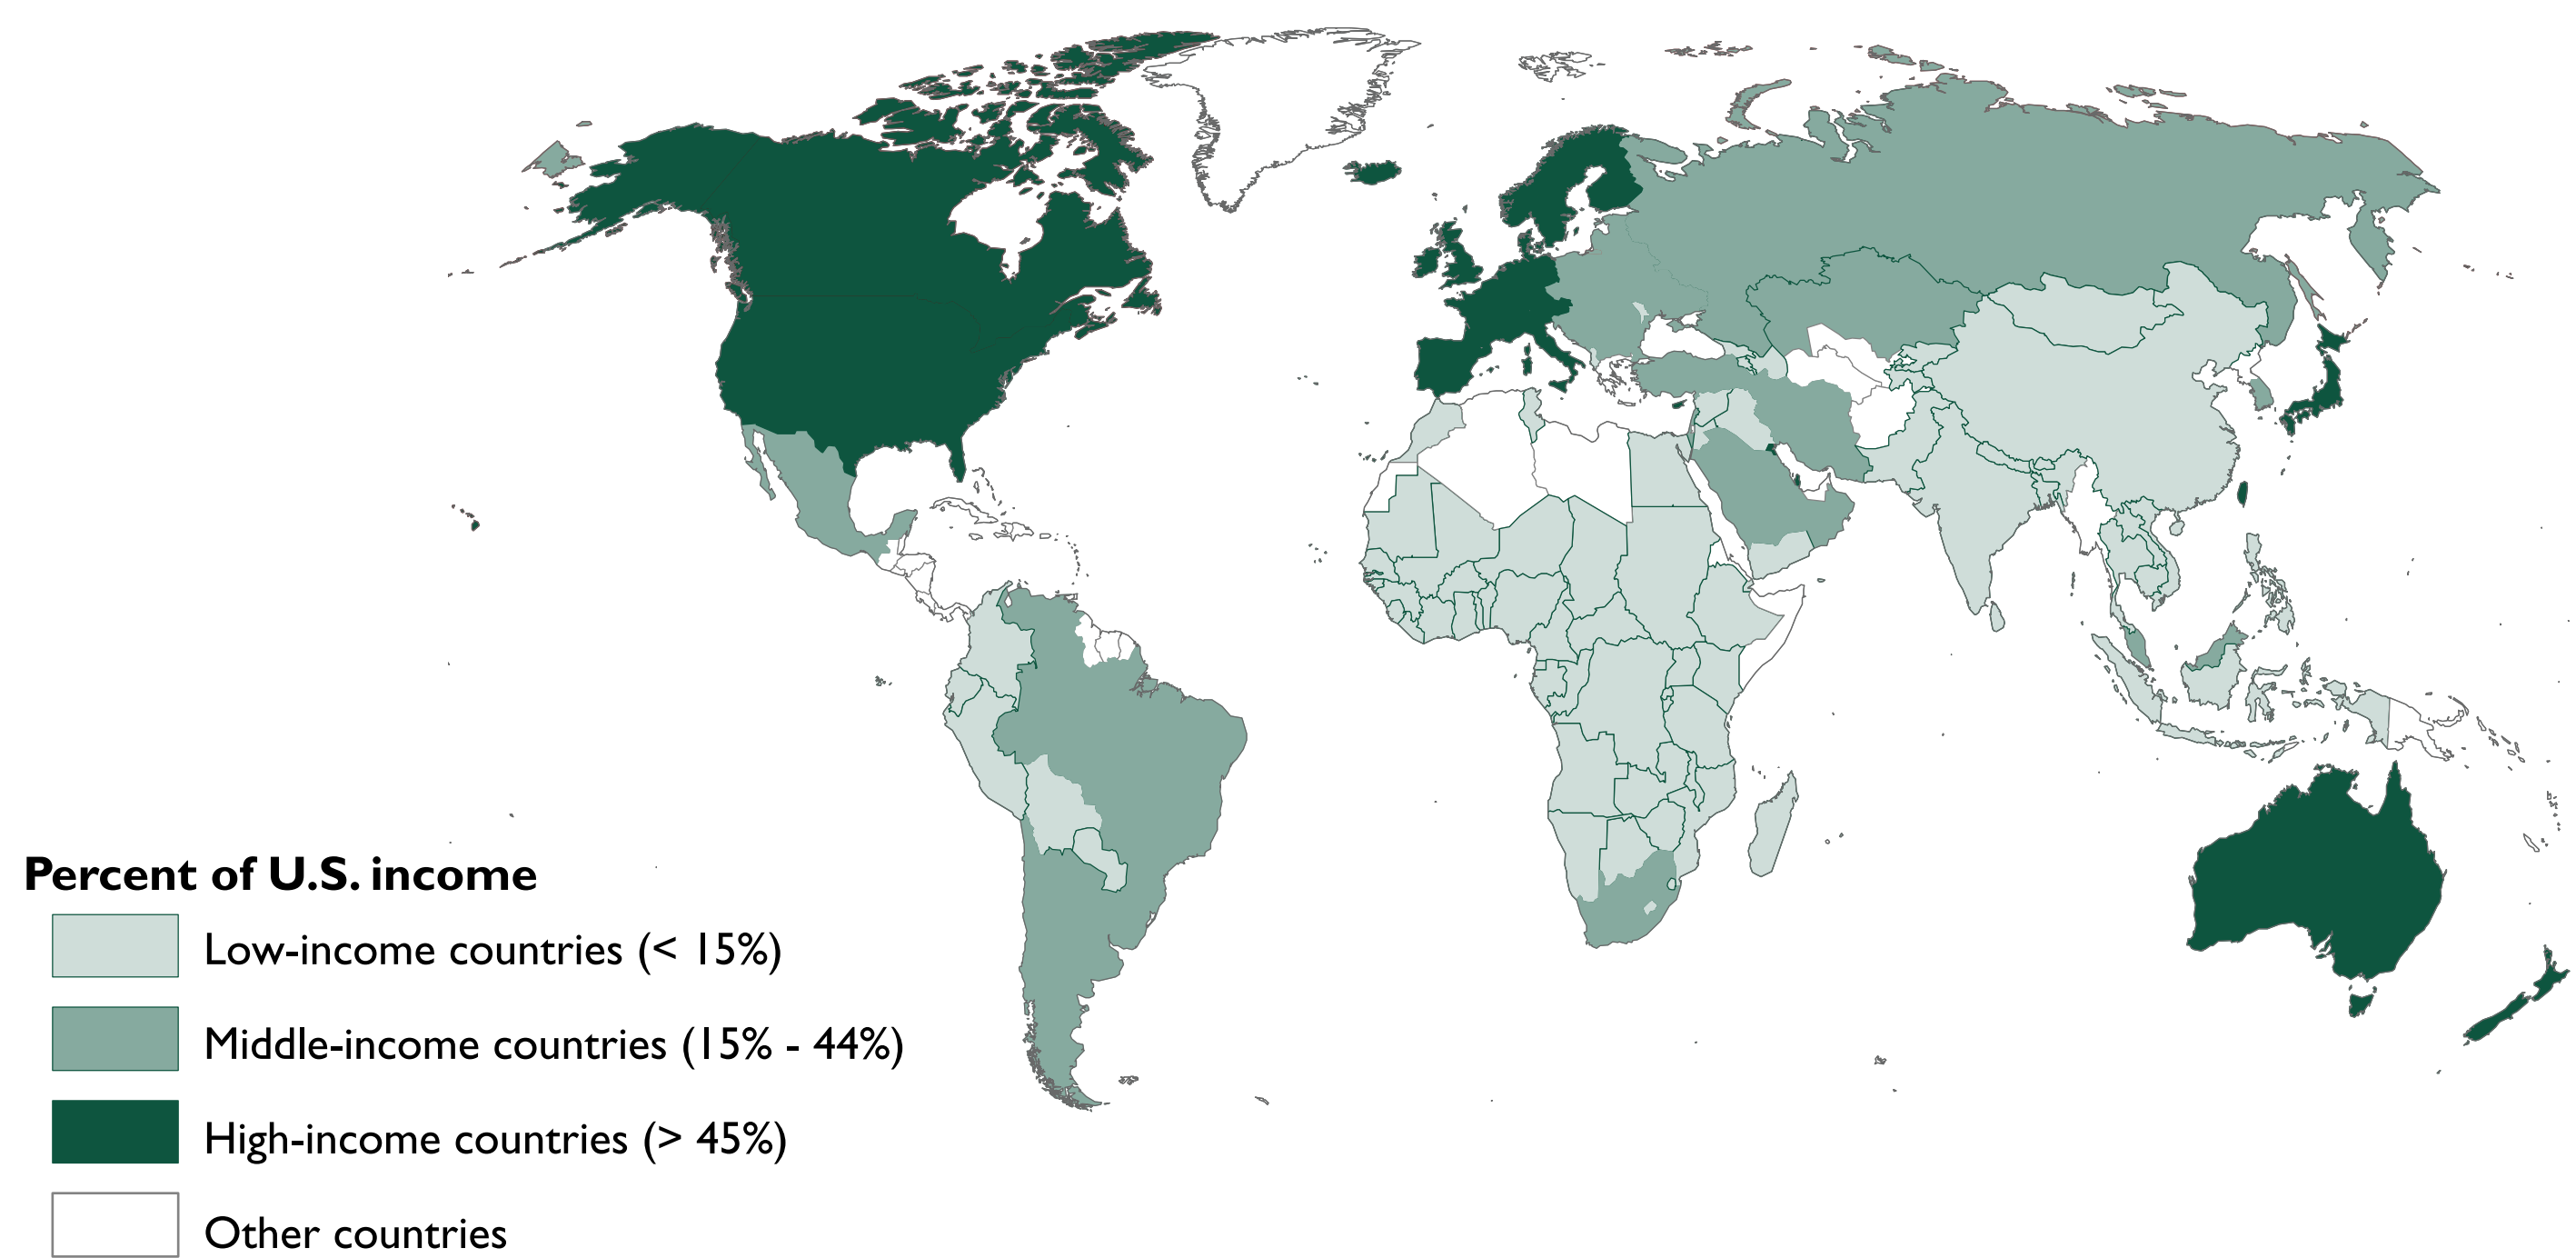 Percent of U.S. income
Low-income countries (< 15%)
Middle-income countries (15% - 44%)
High-income countries (> 45%)
Other countries